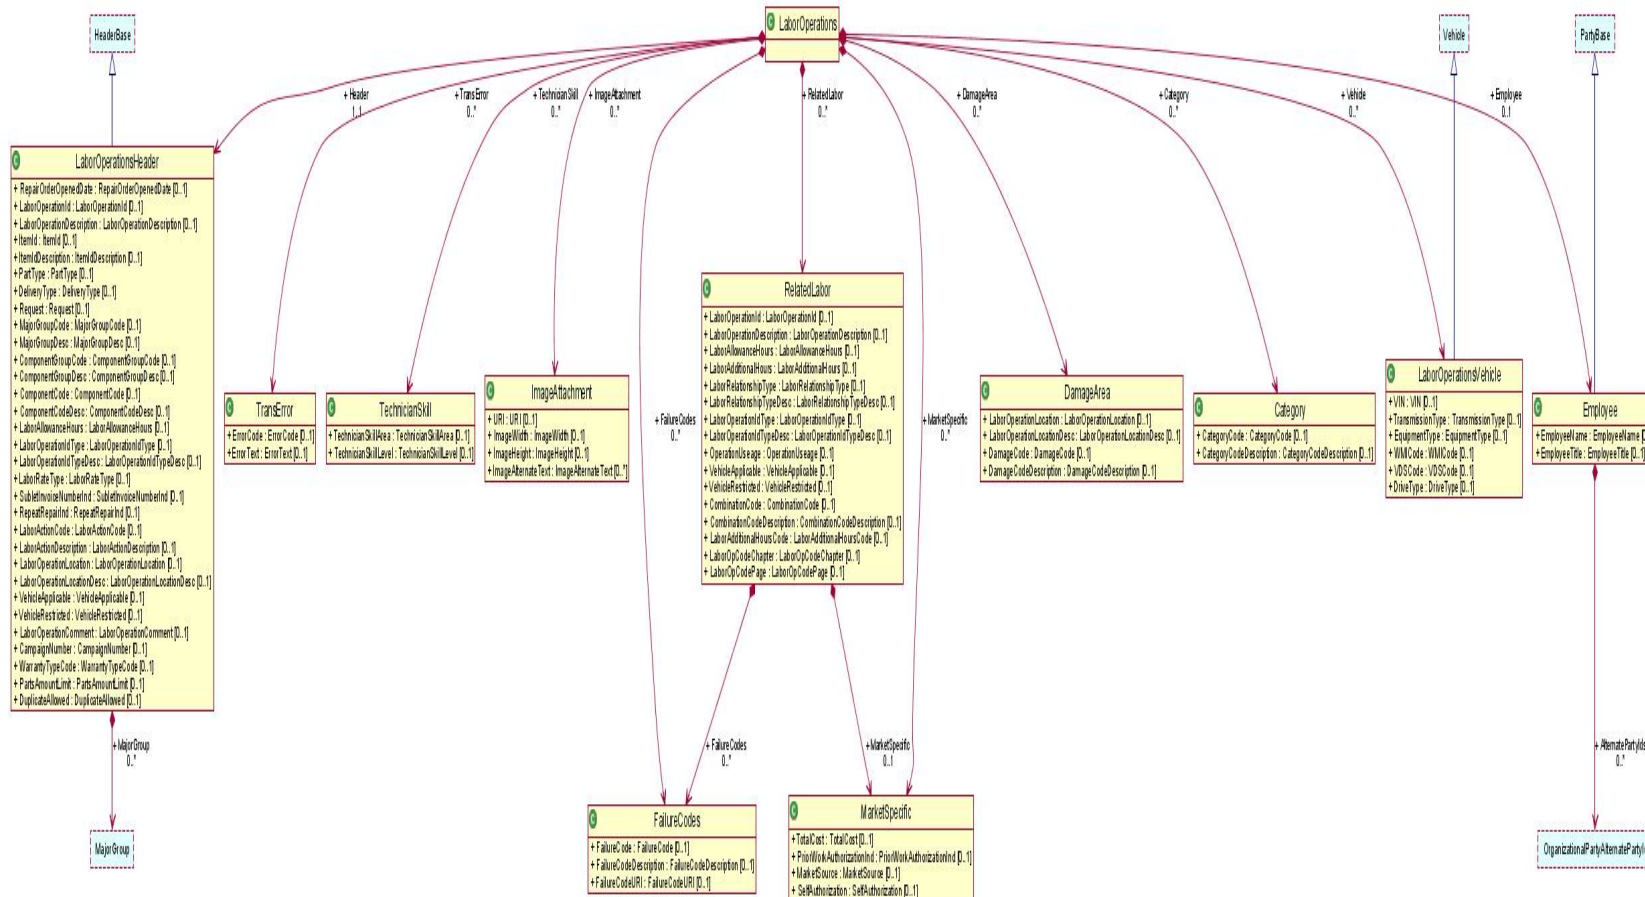 LaborOperations
HeaderBase
Vehicle
PartyBase
+ Header
1..1
+ TransError
0..*
+ TechnicianSkill
0..*
+ ImageAttachment
0..*
+ RelatedLabor
0..*
+ DamageArea
0..*
+ Category
0..*
+ Vehicle
0..*
+ Employee
0..1
LaborOperationsHeader
+ RepairOrderOpenedDate : RepairOrderOpenedDate [0..1]
+ LaborOperationId : LaborOperationId [0..1]
+ LaborOperationDescription : LaborOperationDescription [0..1]
+ ItemId : ItemId [0..1]
+ ItemIdDescription : ItemIdDescription [0..1]
+ PartType : PartType [0..1]
+ DeliveryType : DeliveryType [0..1]
+ Request : Request [0..1]
+ MajorGroupCode : MajorGroupCode [0..1]
+ MajorGroupDesc : MajorGroupDesc [0..1]
+ ComponentGroupCode : ComponentGroupCode [0..1]
+ ComponentGroupDesc : ComponentGroupDesc [0..1]
+ ComponentCode : ComponentCode [0..1]
+ ComponentCodeDesc : ComponentCodeDesc [0..1]
+ LaborAllowanceHours : LaborAllowanceHours [0..1]
+ LaborOperationIdType : LaborOperationIdType [0..1]
+ LaborOperationIdTypeDesc : LaborOperationIdTypeDesc [0..1]
+ LaborRateType : LaborRateType [0..1]
+ SubletInvoiceNumberInd : SubletInvoiceNumberInd [0..1]
+ RepeatRepairInd : RepeatRepairInd [0..1]
+ LaborActionCode : LaborActionCode [0..1]
+ LaborActionDescription : LaborActionDescription [0..1]
+ LaborOperationLocation : LaborOperationLocation [0..1]
+ LaborOperationLocationDesc : LaborOperationLocationDesc [0..1]
+ VehicleApplicable : VehicleApplicable [0..1]
+ VehicleRestricted : VehicleRestricted [0..1]
+ LaborOperationComment : LaborOperationComment [0..1]
+ CampaignNumber : CampaignNumber [0..1]
+ WarrantyTypeCode : WarrantyTypeCode [0..1]
+ PartsAmountLimit : PartsAmountLimit [0..1]
+ DuplicateAllowed : DuplicateAllowed [0..1]
TransError
+ ErrorCode : ErrorCode [0..1]
+ ErrorText : ErrorText [0..1]
TechnicianSkill
+ TechnicianSkillArea : TechnicianSkillArea [0..1]
+ TechnicianSkillLevel : TechnicianSkillLevel [0..1]
ImageAttachment
+ URI : URI [0..1]
+ ImageWidth : ImageWidth [0..1]
+ ImageHeight : ImageHeight [0..1]
+ ImageAlternateText : ImageAlternateText [0..*]
+ FailureCodes
0..*
RelatedLabor
+ LaborOperationId : LaborOperationId [0..1]
+ LaborOperationDescription : LaborOperationDescription [0..1]
+ LaborAllowanceHours : LaborAllowanceHours [0..1]
+ LaborAdditionalHours : LaborAdditionalHours [0..1]
+ LaborRelationshipType : LaborRelationshipType [0..1]
+ LaborRelationshipTypeDesc : LaborRelationshipTypeDesc [0..1]
+ LaborOperationIdType : LaborOperationIdType [0..1]
+ LaborOperationIdTypeDesc : LaborOperationIdTypeDesc [0..1]
+ OperationUseage : OperationUseage [0..1]
+ VehicleApplicable : VehicleApplicable [0..1]
+ VehicleRestricted : VehicleRestricted [0..1]
+ CombinationCode : CombinationCode [0..1]
+ CombinationCodeDescription : CombinationCodeDescription [0..1]
+ LaborAdditionalHoursCode : LaborAdditionalHoursCode [0..1]
+ LaborOpCodeChapter : LaborOpCodeChapter [0..1]
+ LaborOpCodePage : LaborOpCodePage [0..1]
+ MarketSpecific
0..*
DamageArea
+ LaborOperationLocation : LaborOperationLocation [0..1]
+ LaborOperationLocationDesc : LaborOperationLocationDesc [0..1]
+ DamageCode : DamageCode [0..1]
+ DamageCodeDescription : DamageCodeDescription [0..1]
Category
+ CategoryCode : CategoryCode [0..1]
+ CategoryCodeDescription : CategoryCodeDescription [0..1]
LaborOperationsVehicle
+ VIN : VIN [0..1]
+ TransmissionType : TransmissionType [0..1]
+ EquipmentType : EquipmentType [0..1]
+ WMICode : WMICode [0..1]
+ VDSCode : VDSCode [0..1]
+ DriveType : DriveType [0..1]
Employee
+ EmployeeName : EmployeeName [0
+ EmployeeTitle : EmployeeTitle [0..1]
+ MajorGroup
0..*
+ FailureCodes
0..*
+ MarketSpecific
0..1
+ AlternatePartyIds
0..*
MajorGroup
FailureCodes
+ FailureCode : FailureCode [0..1]
+ FailureCodeDescription : FailureCodeDescription [0..1]
+ FailureCodeURI : FailureCodeURI [0..1]
MarketSpecific
+ TotalCost : TotalCost [0..1]
+ PriorWorkAuthorizationInd : PriorWorkAuthorizationInd [0..1]
+ MarketSource : MarketSource [0..1]
+ SelfAuthorization : SelfAuthorization [0..1]
OrganizationalPartyAlternatePartyI